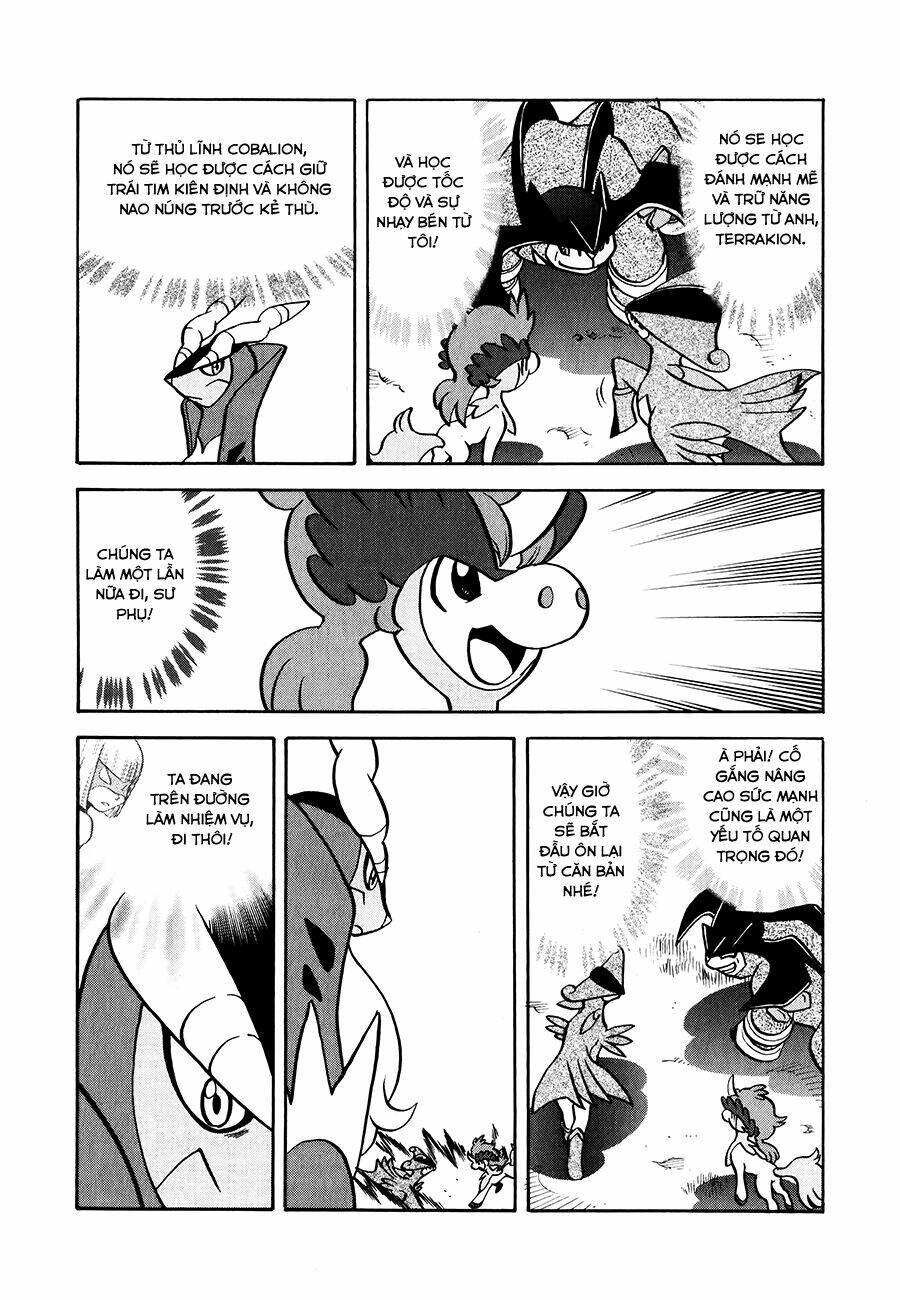 NÓ SE HỌC
ĐƯỢC CÁCH
ĐÁNH MẠNH MẼ
VÀ TRỮ NĂNG
LƯỢNG TỪ ANH,
TERRAKION.
VÀ HỌC
ĐƯỢC TỐC
ĐỘ VÀ SỰ
NHẠY BÉN TỪ
TÔI!
TỪ THỦ LĨNH COBALION,
NÓ SẼ HỌC ĐƯỢC CÁCH GIỮ
TRÁI TIM KIÊN ĐỊNH VÀ KHÔNG
NAO NÚNG TRƯỚC KẺ THÙ.
CHÚNG TA
LÀM MỘT LẦN
NỮA ĐI, SƯ
PHỤ!
À PHẢI! CỐ
GẮNG NÂNG
CAO SỨC MẠNH
CŨNG LÀ MỘT
YẾU TỐ QUAN
TRỌNG ĐÓ!
VẬY GIỜ
CHÚNG TA
SẼ BẮT
ĐẦU ÔN LẠI
TỪ CĂN BẢN
NHÉ!
TA ĐANG
TRÊN ĐƯỜNG
LÀM NHIỆM VỤ,
ĐI THÔI!